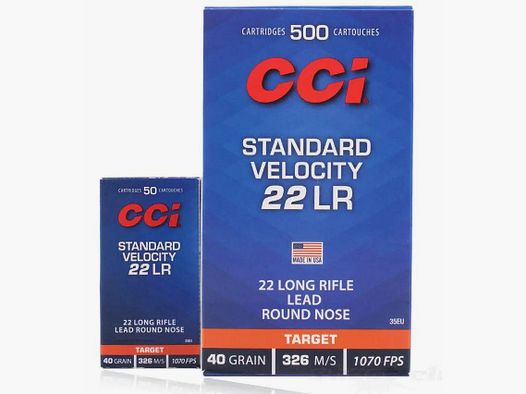 CARTRIDGES 500 CARTOUCHES
CCi
STANDARD
VELOCITY
22 LR
MADE IN USA
22 LONG RIFLE
LEAD
ROUND NOSE
35EU
TARGET
40 GRAIN 326 M/S 1070 FPS
CARTRIDGES 50 CARTOUCHES
CCi
STANDARD
VELOCITY
22 LR
22 LONG RIFLE
LEAD ROUND NOSE
TARGET
40 GRAIN 326 M/S 1070 FPS